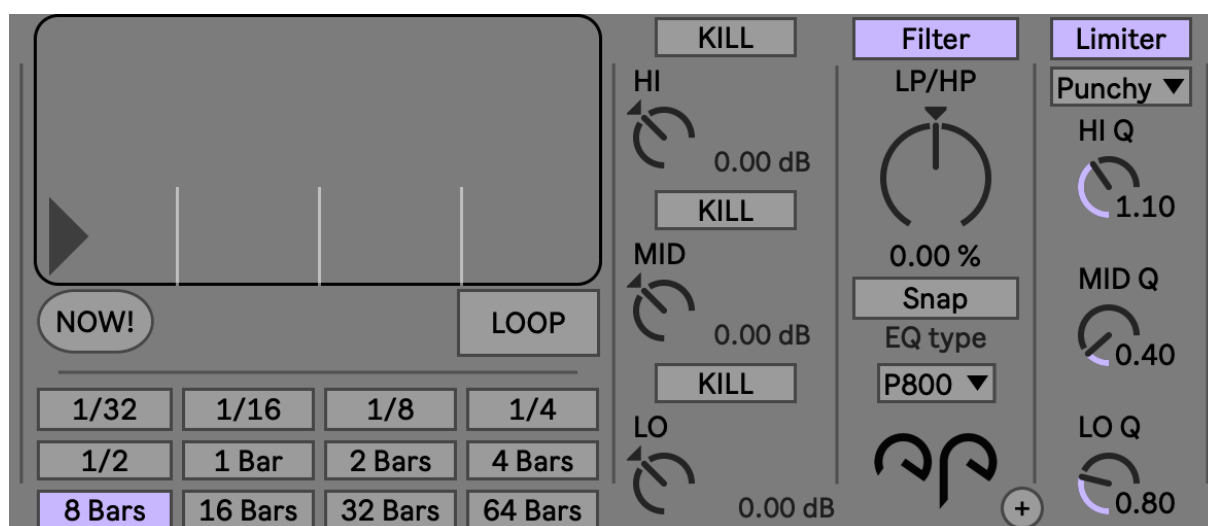 KILL
Filter
Limiter
HI
LP/HP
Punchy
0.00 dB
HI Q
1.10
KILL
MID
0.00 %
MID Q
Snap
NOW!
LOOP
0.00 dB
EQ type
0.40
KILL
P800
1/32
1/16
1/8
1/4
LO
LO Q
1/2
1 Bar
2 Bars
4 Bars
0.00 dB
0.80
8 Bars
16 Bars
32 Bars
64 Bars
+